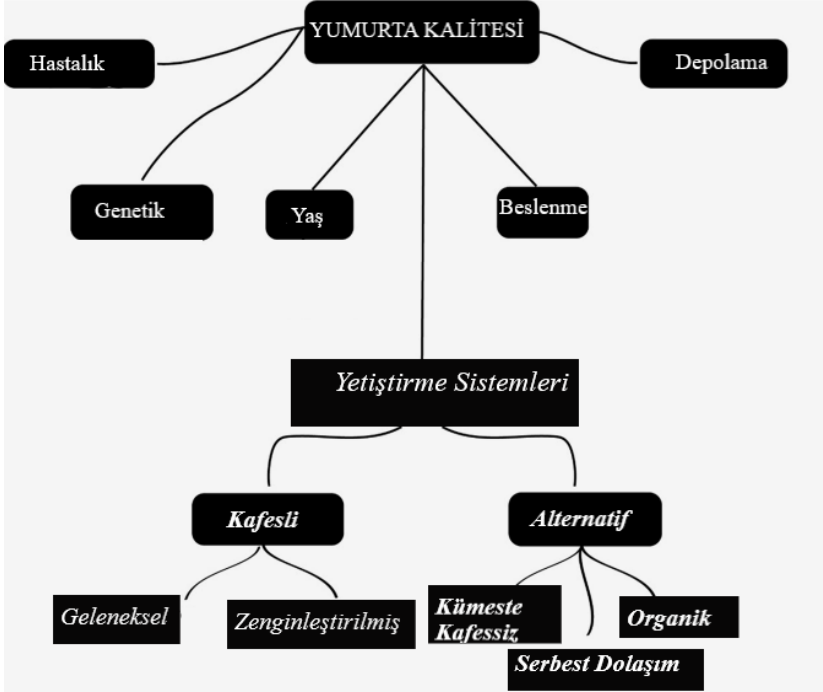 YUMURTA KALİTESİ
Hastalık
Depolama
Genetik
Yaş
Beslenme
Yetiştirme Sistemleri
Kafesli
Alternatif
Geleneksel
Zenginleştirilmiş
Kümeste
Kafessiz
Organik
Serbest Dolaşım